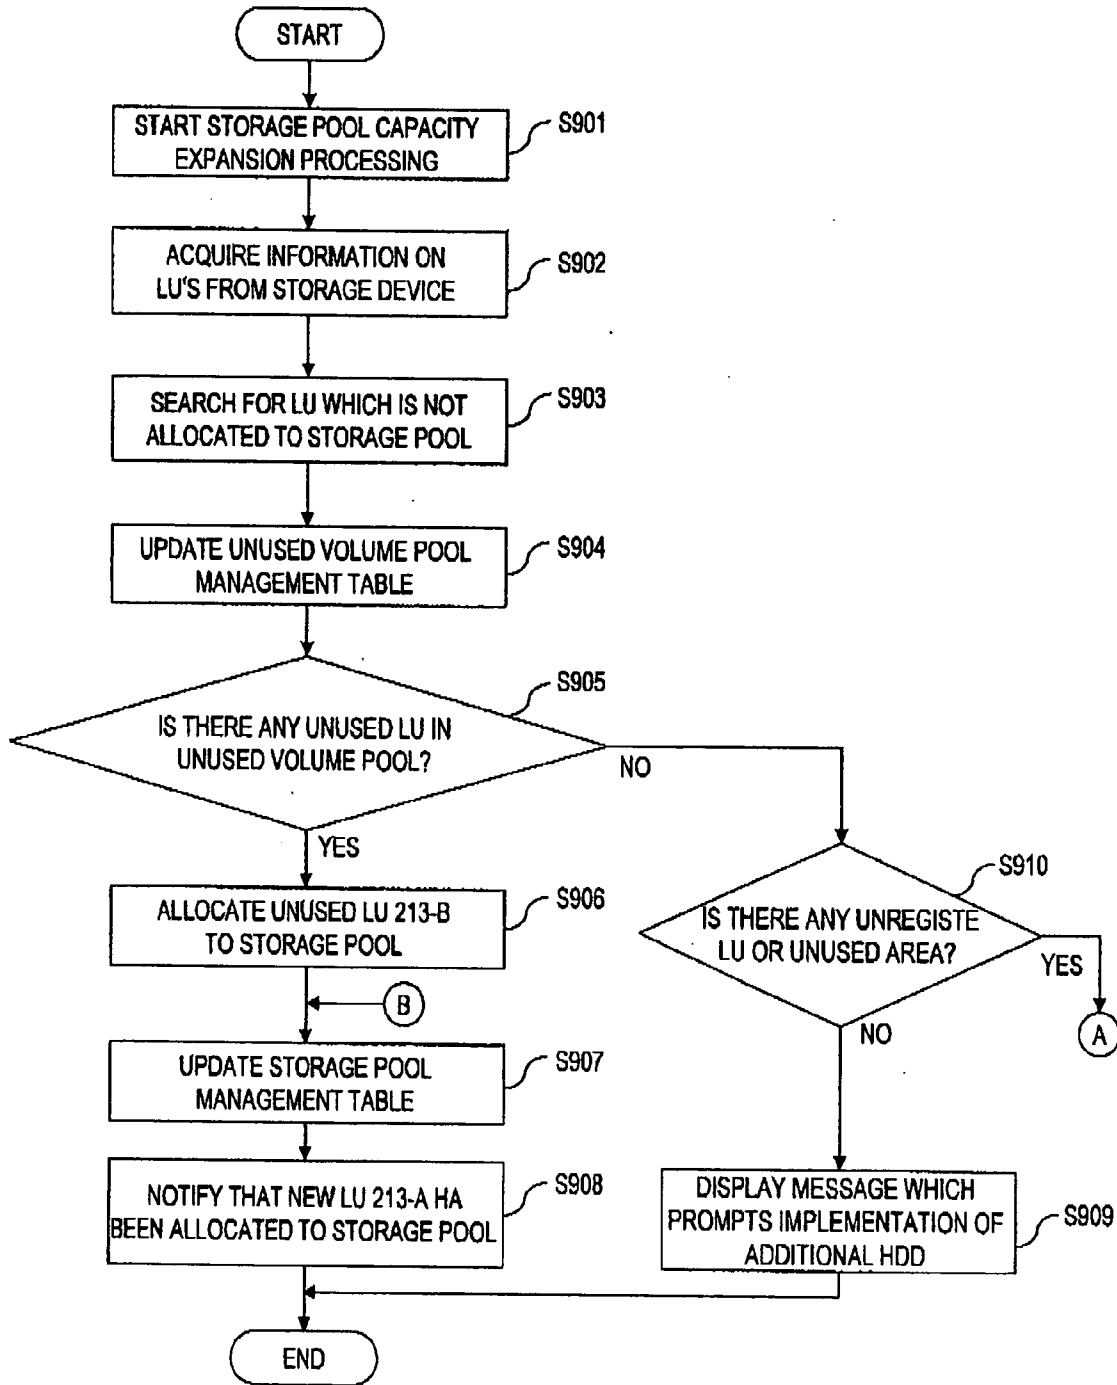 START
START STORAGE POOL CAPACITY
EXPANSION PROCESSING
S901
ACQUIRE INFORMATION ON
LU'S FROM STORAGE DEVICE
S902
SEARCH FOR LU WHICH IS NOT
ALLOCATED TO STORAGE POOL
S903
UPDATE UNUSED VOLUME POOL
MANAGEMENT TABLE
S904
IS THERE ANY UNUSED LU IN
UNUSED VOLUME POOL?
S905
NO
YES
ALLOCATE UNUSED LU 213-B
TO STORAGE POOL
S906
IS THERE ANY UNREGISTE
LU OR UNUSED AREA?
S910
YES
A
NO
B
UPDATE STORAGE POOL
MANAGEMENT TABLE
S907
NOTIFY THAT NEW LU 213-A HA
BEEN ALLOCATED TO STORAGE POOL
S908
DISPLAY MESSAGE WHICH
PROMPTS IMPLEMENTATION OF
ADDITIONAL HDD
S909
END